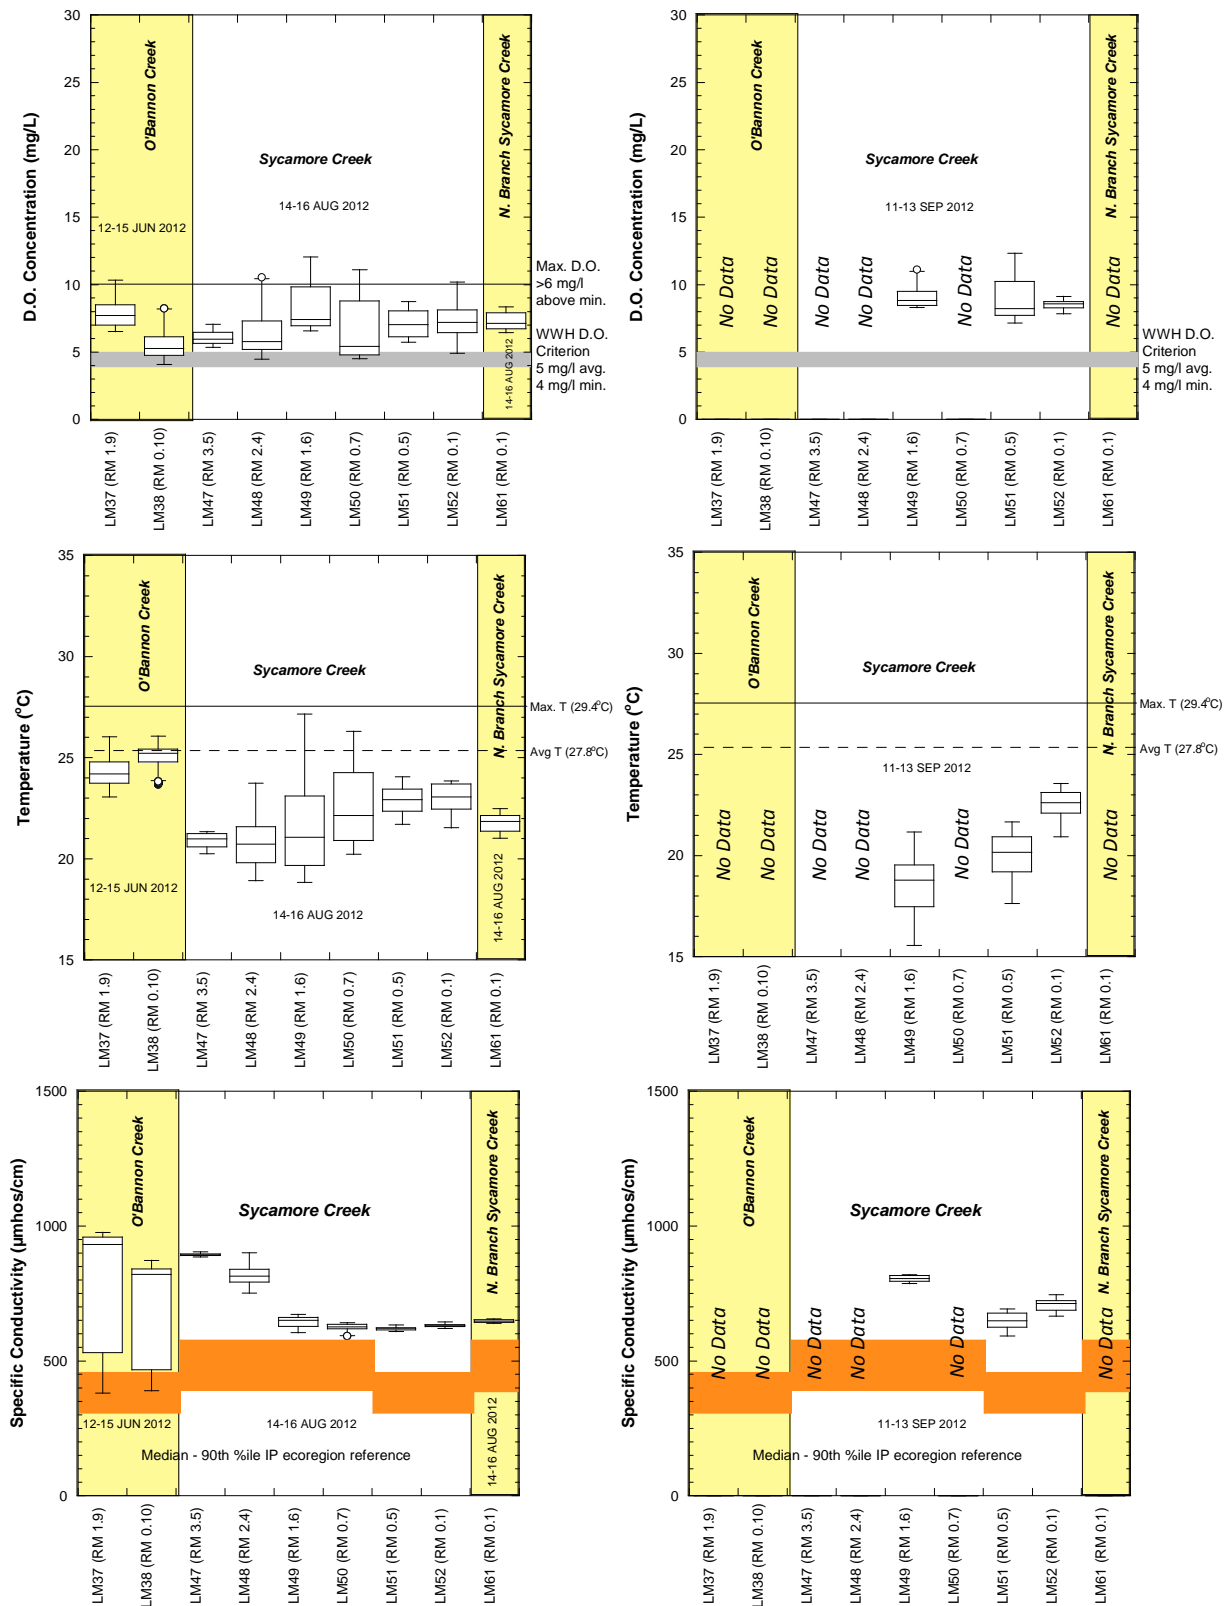 D.O. Concentration (mg/L)
30
25
20
15
10
5
0
O'Bannon Creek
Sycamore Creek
N. Branch Sycamore Creek
12-15 JUN 2012
14-16 AUG 2012
14-16 AUG 2012
Max. D.O.
>6 mg/l
above min.
WWH D.O.
Criterion
5 mg/l avg.
4 mg/l min.
LM37 (RM 1.9)
LM38 (RM 0.10)
LM47 (RM 3.5)
LM48 (RM 2.4)
LM49 (RM 1.6)
LM50 (RM 0.7)
LM51 (RM 0.5)
LM52 (RM 0.1)
LM61 (RM 0.1)
D.O. Concentration (mg/L)
30
25
20
15
10
5
0
O'Bannon Creek
Sycamore Creek
N. Branch Sycamore Creek
11-13 SEP 2012
No Data
No Data
No Data
No Data
No Data
No Data
WWH D.O.
Criterion
5 mg/l avg.
4 mg/l min.
LM37 (RM 1.9)
LM38 (RM 0.10)
LM47 (RM 3.5)
LM48 (RM 2.4)
LM49 (RM 1.6)
LM50 (RM 0.7)
LM51 (RM 0.5)
LM52 (RM 0.1)
LM61 (RM 0.1)
Temperature (°C)
35
30
25
20
15
O'Bannon Creek
Sycamore Creek
N. Branch Sycamore Creek
Max. T (29.4°C)
Avg T (27.8°C)
12-15 JUN 2012
14-16 AUG 2012
14-16 AUG 2012
LM37 (RM 1.9)
LM38 (RM 0.10)
LM47 (RM 3.5)
LM48 (RM 2.4)
LM49 (RM 1.6)
LM50 (RM 0.7)
LM51 (RM 0.5)
LM52 (RM 0.1)
LM61 (RM 0.1)
Temperature (°C)
35
30
25
20
15
O'Bannon Creek
Sycamore Creek
N. Branch Sycamore Creek
Max. T (29.4°C)
Avg T (27.8°C)
11-13 SEP 2012
No Data
No Data
No Data
No Data
No Data
No Data
LM37 (RM 1.9)
LM38 (RM 0.10)
LM47 (RM 3.5)
LM48 (RM 2.4)
LM49 (RM 1.6)
LM50 (RM 0.7)
LM51 (RM 0.5)
LM52 (RM 0.1)
LM61 (RM 0.1)
Specific Conductivity (µmhos/cm)
1500
1000
500
0
O'Bannon Creek
Sycamore Creek
N. Branch Sycamore Creek
12-15 JUN 2012
14-16 AUG 2012
14-16 AUG 2012
Median - 90th %ile IP ecoregion reference
LM37 (RM 1.9)
LM38 (RM 0.10)
LM47 (RM 3.5)
LM48 (RM 2.4)
LM49 (RM 1.6)
LM50 (RM 0.7)
LM51 (RM 0.5)
LM52 (RM 0.1)
LM61 (RM 0.1)
Specific Conductivity (µmhos/cm)
1500
1000
500
0
O'Bannon Creek
Sycamore Creek
N. Branch Sycamore Creek
No Data
No Data
No Data
No Data
No Data
No Data
11-13 SEP 2012
Median - 90th %ile IP ecoregion reference
LM37 (RM 1.9)
LM38 (RM 0.10)
LM47 (RM 3.5)
LM48 (RM 2.4)
LM49 (RM 1.6)
LM50 (RM 0.7)
LM51 (RM 0.5)
LM52 (RM 0.1)
LM61 (RM 0.1)